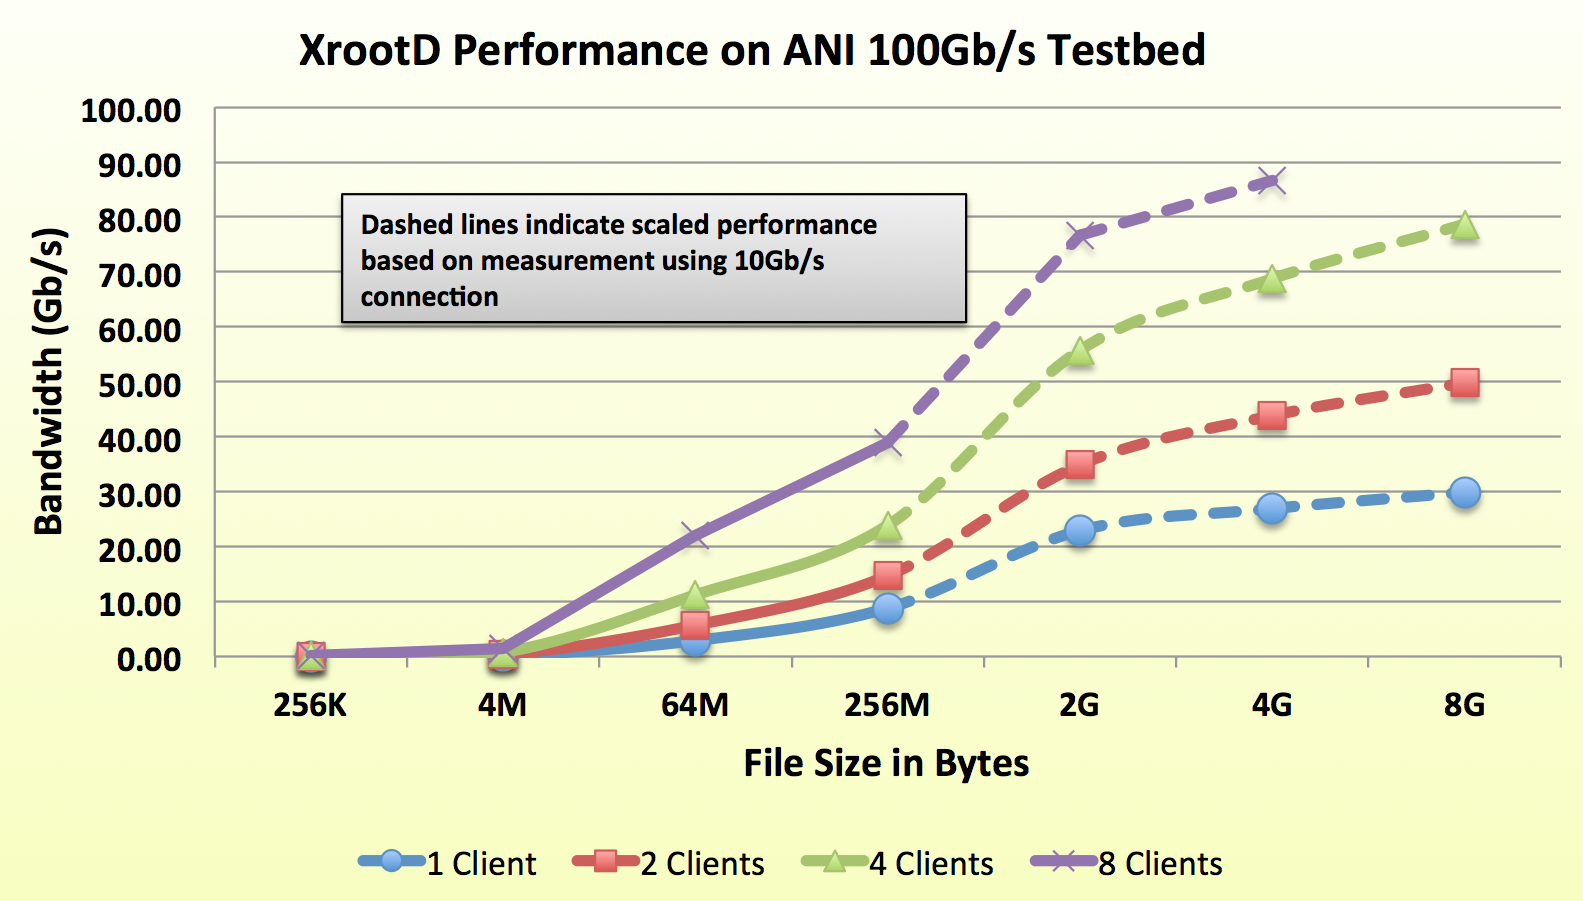 XrootD Performance on ANI 100Gb/s Testbed
100.00
90.00
80.00
70.00
60.00
50.00
40.00
30.00
20.00
10.00
0.00
Bandwidth (Gb/s)
Dashed lines indicate scaled performance
based on measurement using 10Gb/s
connection
256K 4M 64M 256M 2G 4G 8G
File Size in Bytes
1 Client 2 Clients 4 Clients 8 Clients